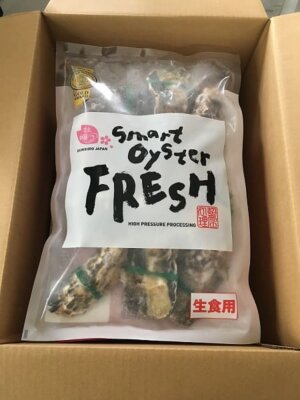 Smart
Oyster
FRESH
HIGH PRESSURE PROCESSING
生食用